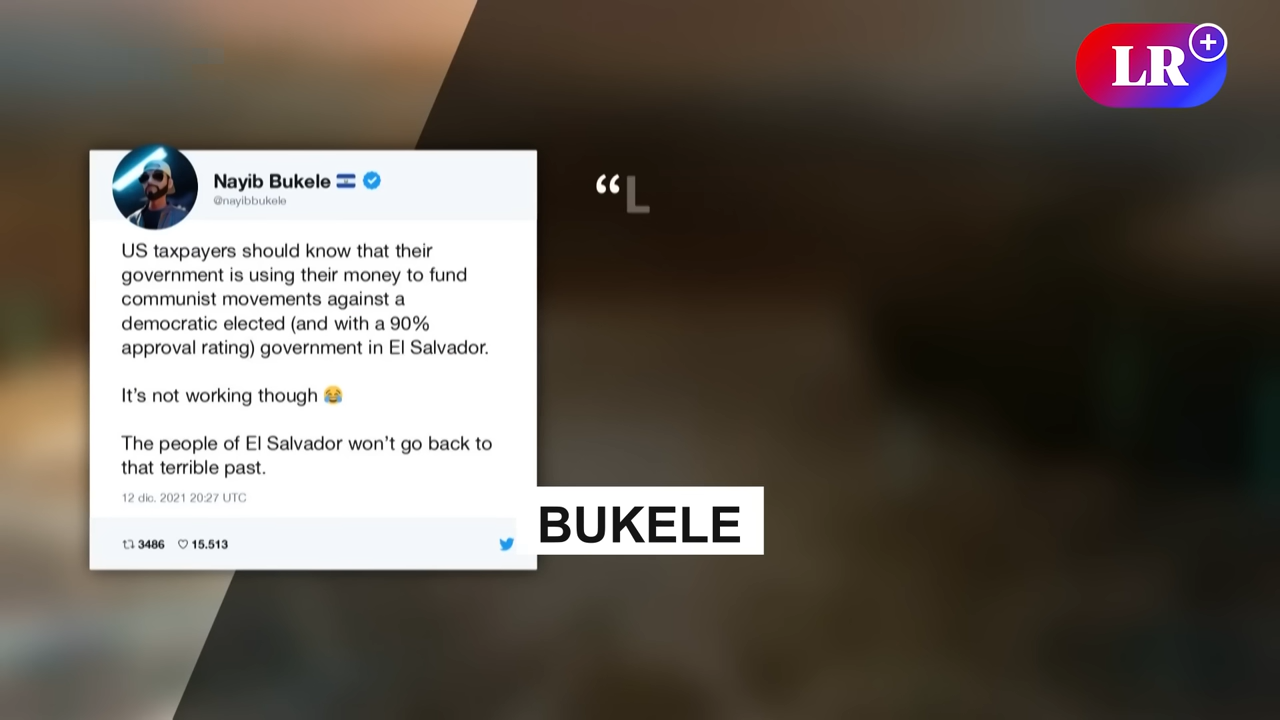 LR+
Nayib Bukele
@nayibbukele
“L
US taxpayers should know that their
government is using their money to fund
communist movements against a
democratic elected (and with a 90%
approval rating) government in El Salvador.
It’s not working though 😂
The people of El Salvador won’t go back to
that terrible past.
12 dic. 2021 20:27 UTC
3486 15.513
BUKELE